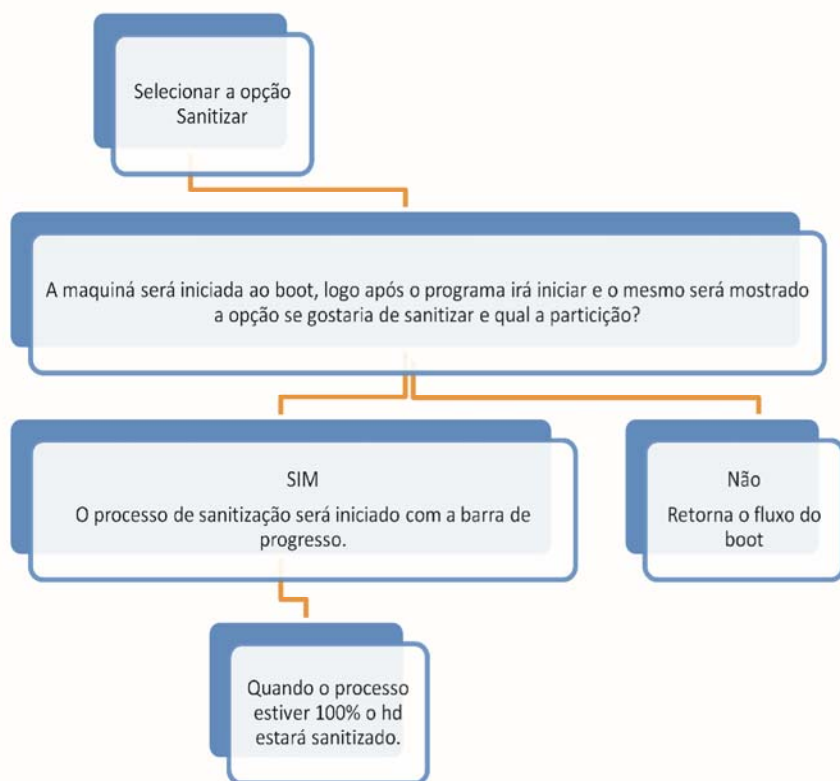 Selecionar a opção
Sanitizar
A maquiná será iniciada ao boot, logo após o programa irá iniciar e o mesmo será mostrado
a opção se gostaria de sanitizar e qual a particição?
SIM
O processo de sanitização será iniciado com a barra de
progresso.
Não
Retorna o fluxo do
boot
Quando o processo
estiver 100% o hd
estará sanitizado.